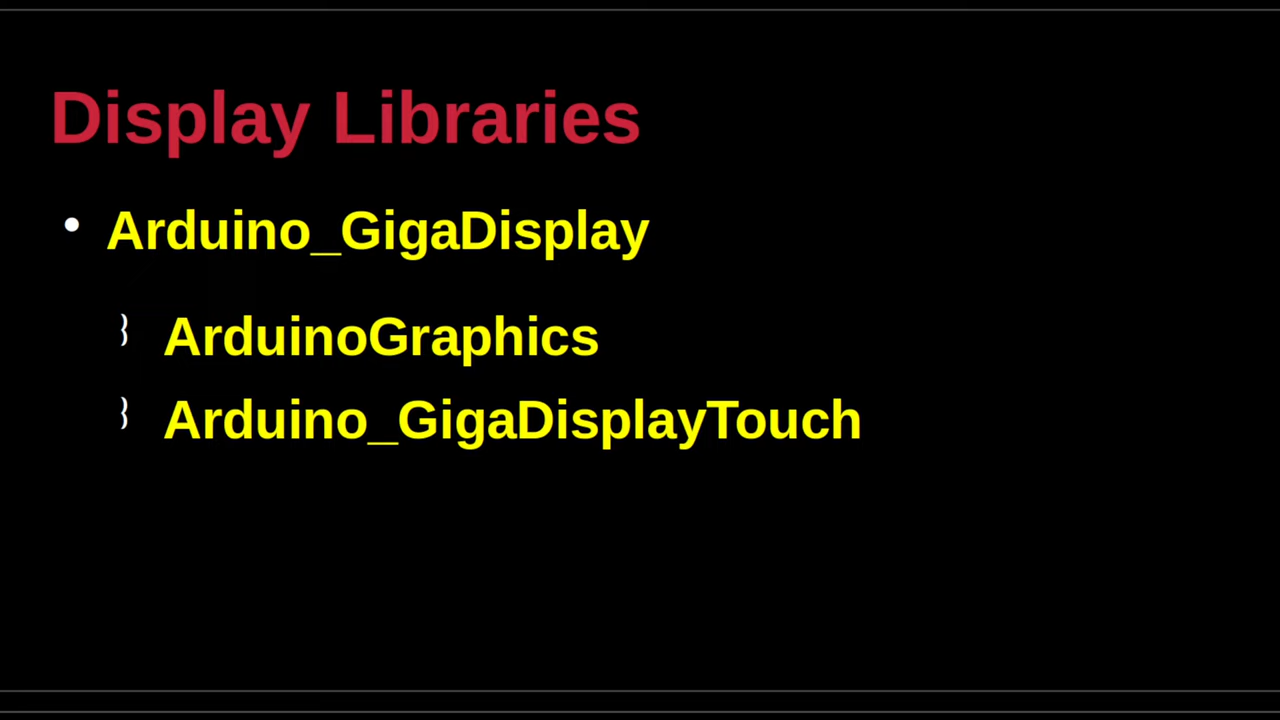 Display Libraries
• Arduino_GigaDisplay
⌇ ArduinoGraphics
⌇ Arduino_GigaDisplayTouch